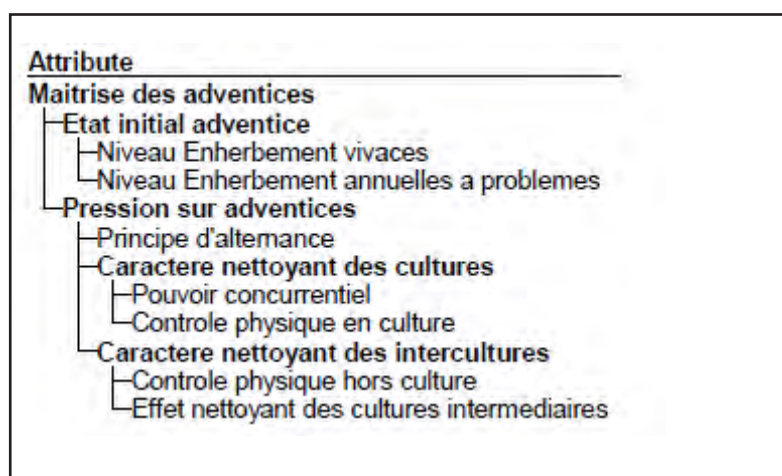 Attribute
Maitrise des adventices
Etat initial adventice
Niveau Enherbement vivaces
Niveau Enherbement annuelles a problemes
Pression sur adventices
Principe d'alternance
Caractere nettoyant des cultures
Pouvoir concurrentiel
Controle physique en culture
Caractere nettoyant des intercultures
Controle physique hors culture
Effet nettoyant des cultures intermediaires